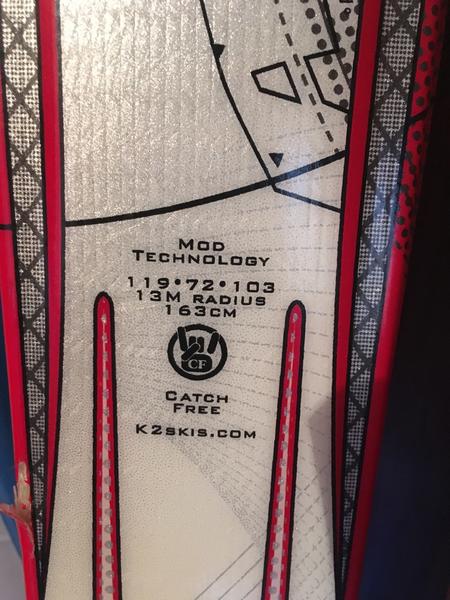 Mod
Technology
119•72•103
13m radius
163cm
CF
Catch
Free
K2skis.com